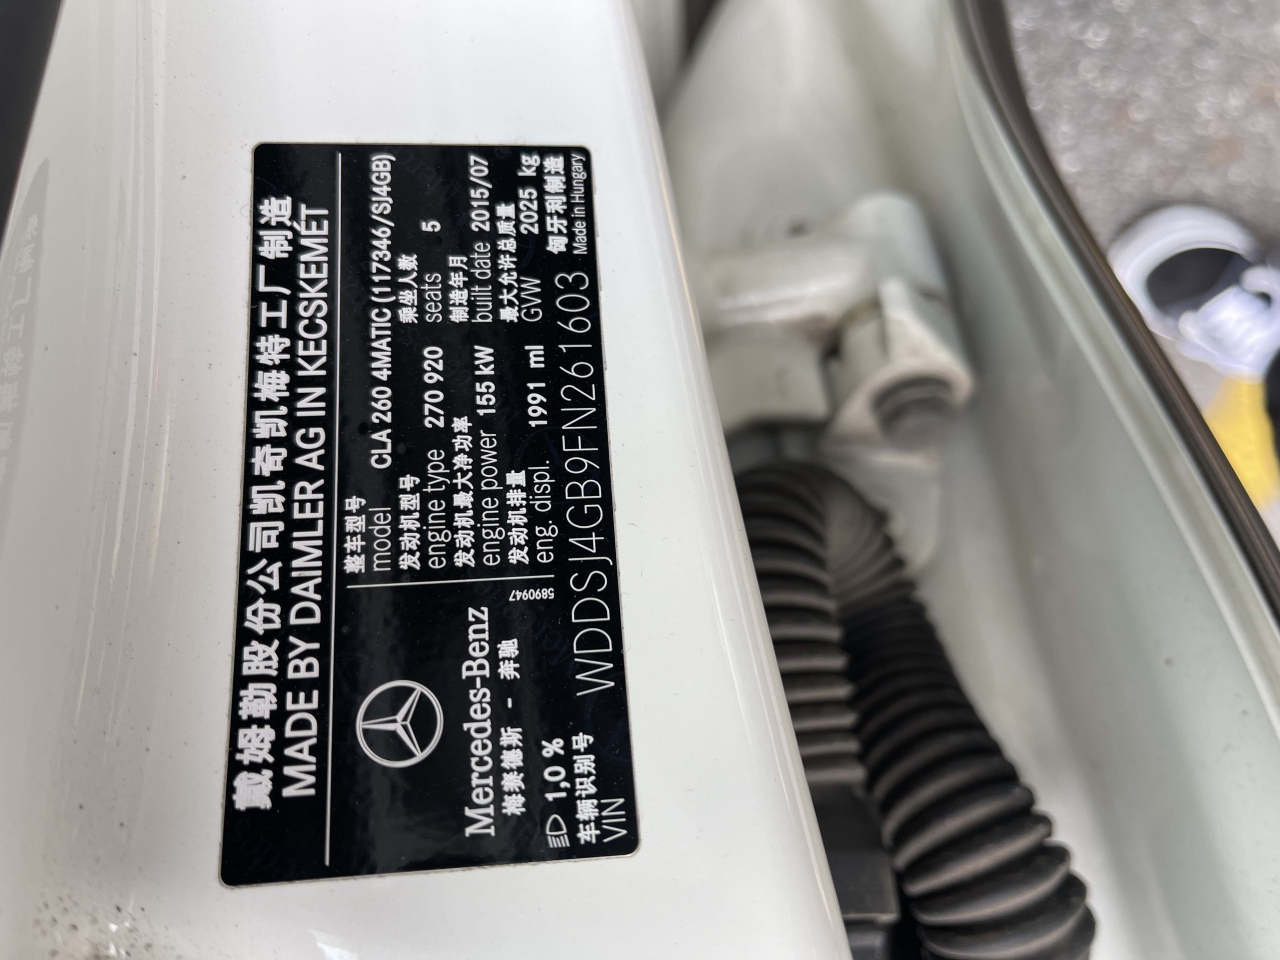 戴姆勒股份公司凯奇凯梅特工厂制造
MADE BY DAIMLER AG IN KECSKEMÉT
整车型号
model CLA 260 4MATIC (117346/SJ4GB)
发动机型号 乘坐人数
engine type 270 920 seats 5
发动机最大净功率 制造年月
engine power 155 kW built date 2015/07
发动机排量 最大允许总质量
eng. displ. 1991 ml GVW 2025 kg
Mercedes-Benz
梅赛德斯 - 奔驰
5890947
1,0 %
车辆识别号
VIN WDDSJ4GB9FN261603
匈牙利制造
Made in Hungary